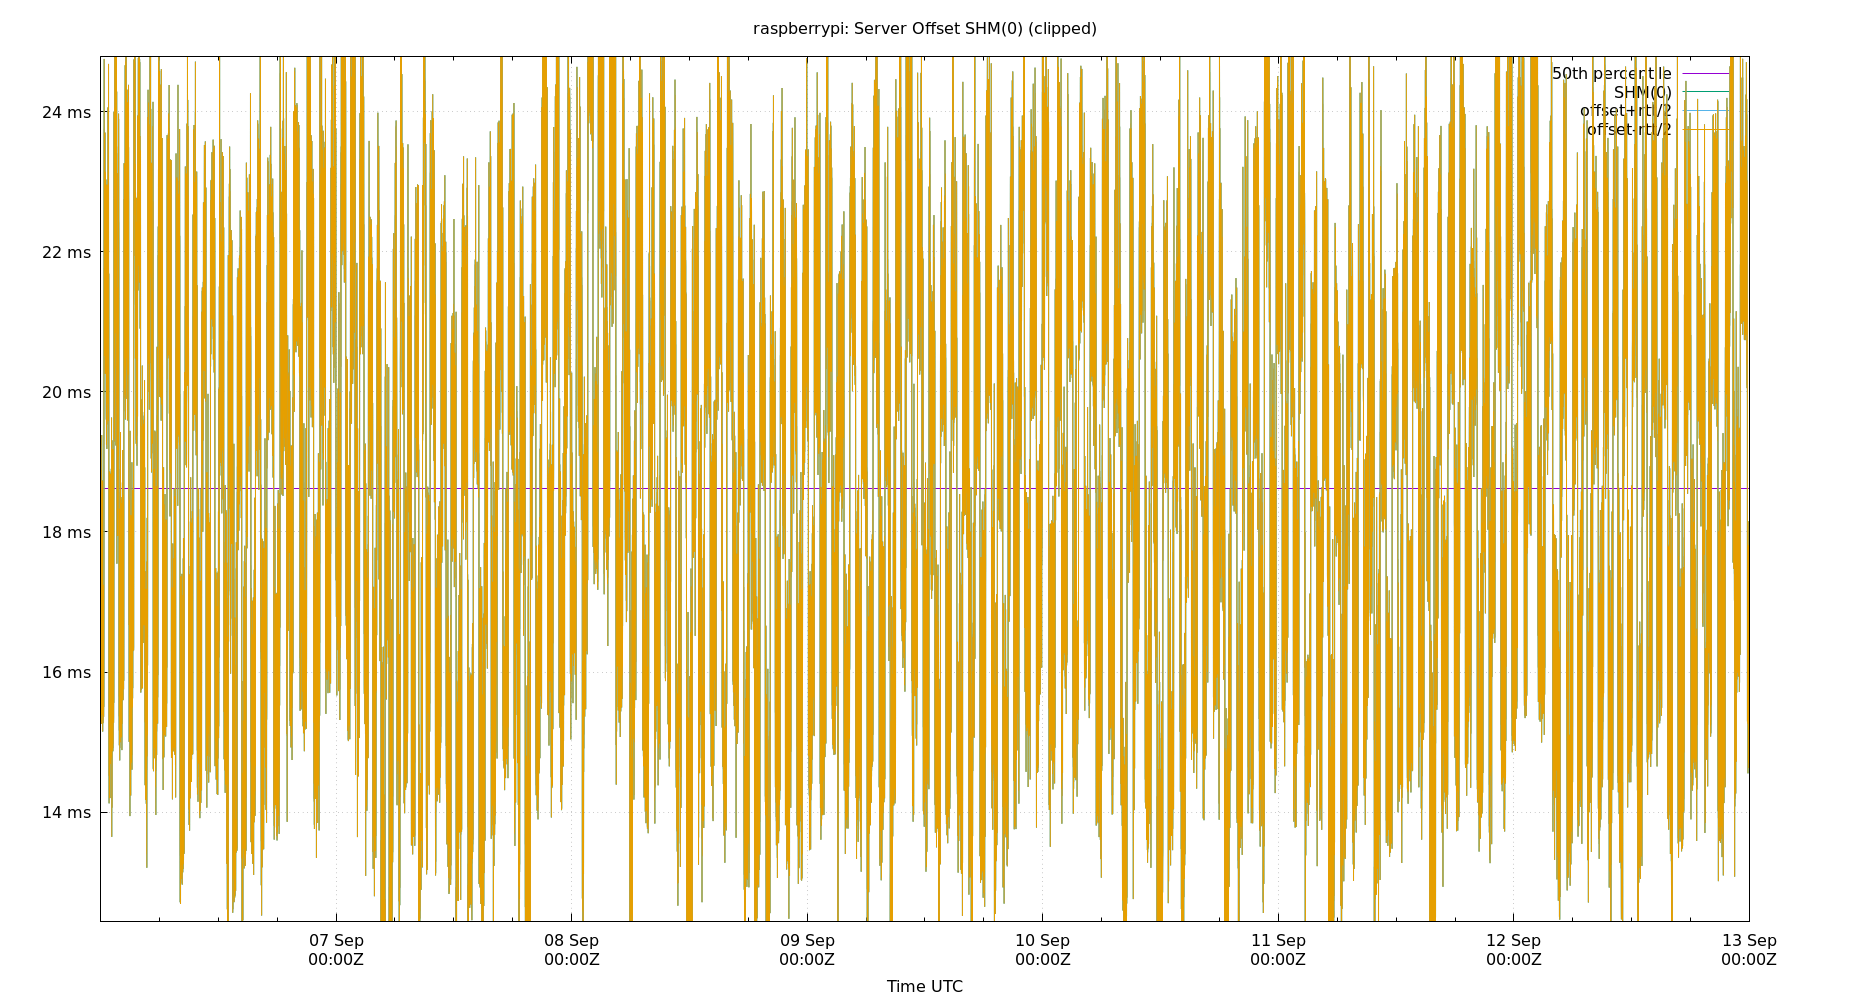 raspberrypi: Server Offset SHM(0) (clipped)
50th percentile
SHM(0)
offset+rtt/2
offset-rtt/2
24 ms
22 ms
20 ms
18 ms
16 ms
14 ms
07 Sep 08 Sep 09 Sep 10 Sep 11 Sep 12 Sep 13 Sep
00:00Z 00:00Z 00:00Z 00:00Z 00:00Z 00:00Z 00:00Z
Time UTC